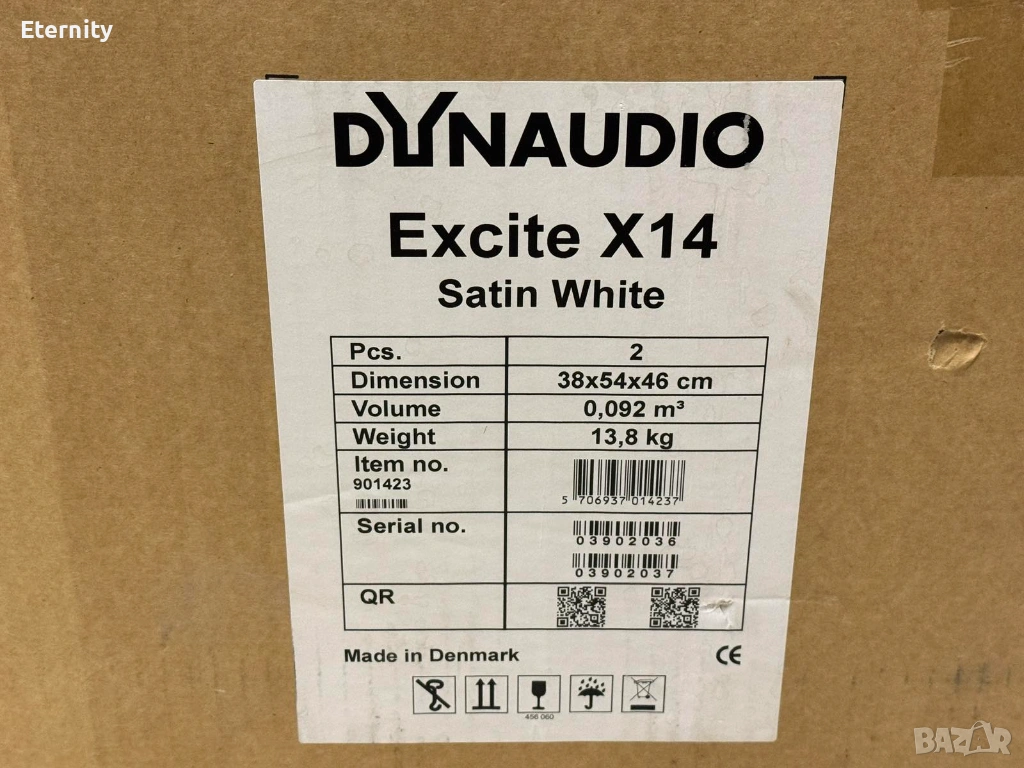 Eternity
DYNAUDIO
Excite X14
Satin White
Pcs. 2
Dimension 38x54x46 cm
Volume 0,092 m³
Weight 13,8 kg
Item no.
901423
5 706937 014237
Serial no.
03902036
03902037
QR
Made in Denmark CE
456 060
BAZAR